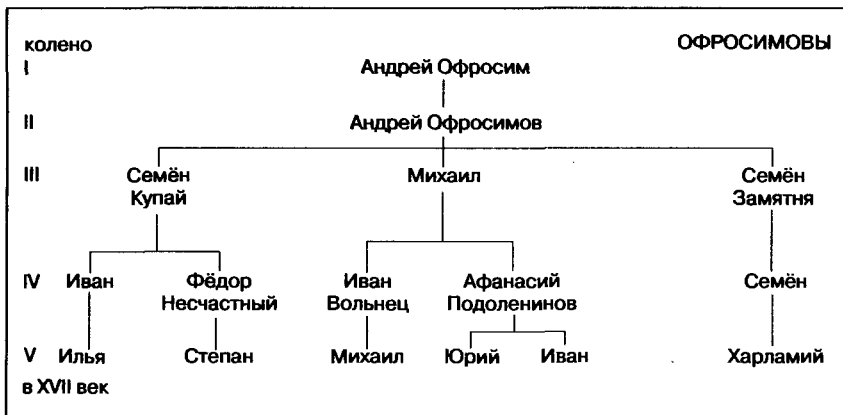 колено
ОФРОСИМОВЫ
I
Андрей Офросим
II
Андрей Офросимов
III
Семён
Купай
Михаил
Семён
Замятня
IV
Иван
Фёдор
Несчастный
Иван
Вольнец
Афанасий
Подоленинов
Семён
V
Илья
Степан
Михаил
Юрий
Иван
Харламий
в XVII век